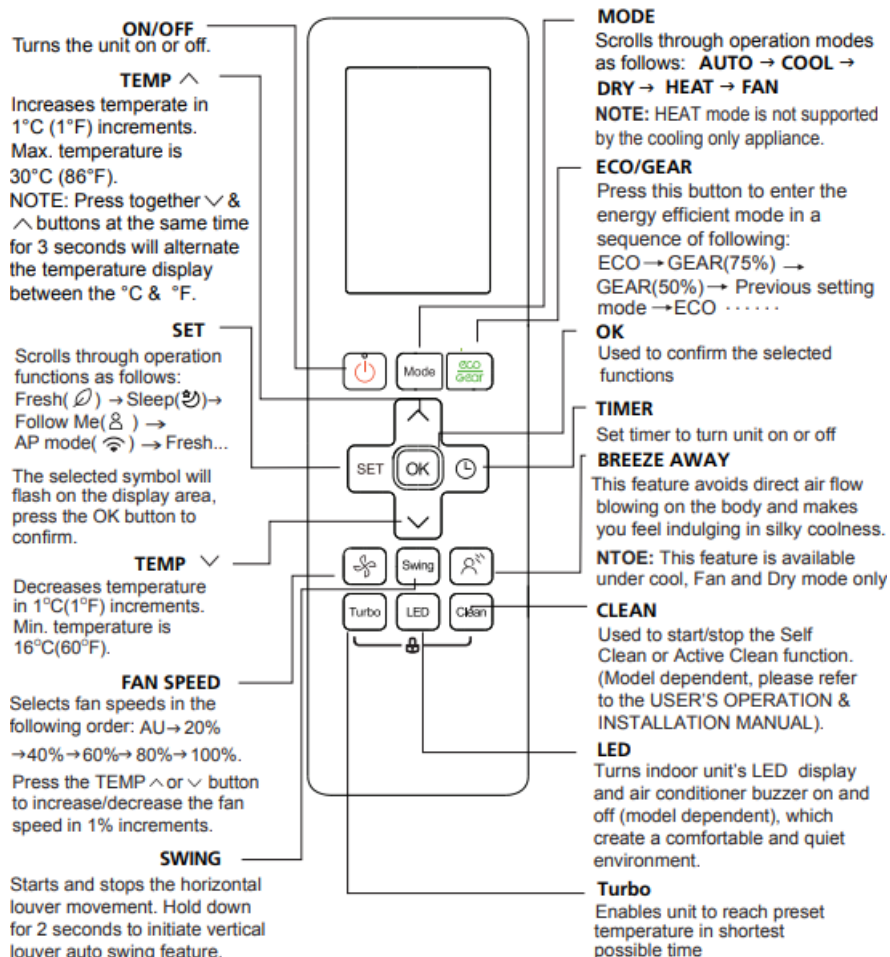 ON/OFF
Turns the unit on or off.
TEMP ︿
Increases temperate in
1°C (1°F) increments.
Max. temperature is
30°C (86°F).
NOTE: Press together ﹀ &
︿ buttons at the same time
for 3 seconds will alternate
the temperature display
between the °C & °F.
SET
Scrolls through operation
functions as follows:
Fresh( ) → Sleep( )→
Follow Me( ) →
AP mode( ) → Fresh...
The selected symbol will
flash on the display area,
press the OK button to
confirm.
TEMP ﹀
Decreases temperature
in 1°C(1°F) increments.
Min. temperature is
16°C(60°F).
FAN SPEED
Selects fan speeds in the
following order: AU→ 20%
→40%→60%→ 80%→100%.
Press the TEMP ︿ or ﹀ button
to increase/decrease the fan
speed in 1% increments.
SWING
Starts and stops the horizontal
louver movement. Hold down
for 2 seconds to initiate vertical
louver auto swing feature.
Mode
eco
Gear
SET
OK
Swing
Turbo
LED
Clean
MODE
Scrolls through operation modes
as follows: AUTO → COOL →
DRY → HEAT → FAN
NOTE: HEAT mode is not supported
by the cooling only appliance.
ECO/GEAR
Press this button to enter the
energy efficient mode in a
sequence of following:
ECO → GEAR(75%) →
GEAR(50%) → Previous setting
mode → ECO ······
OK
Used to confirm the selected
functions
TIMER
Set timer to turn unit on or off
BREEZE AWAY
This feature avoids direct air flow
blowing on the body and makes
you feel indulging in silky coolness.
NTOE: This feature is available
under cool, Fan and Dry mode only
CLEAN
Used to start/stop the Self
Clean or Active Clean function.
(Model dependent, please refer
to the USER'S OPERATION &
INSTALLATION MANUAL).
LED
Turns indoor unit's LED display
and air conditioner buzzer on and
off (model dependent), which
create a comfortable and quiet
environment.
Turbo
Enables unit to reach preset
temperature in shortest
possible time